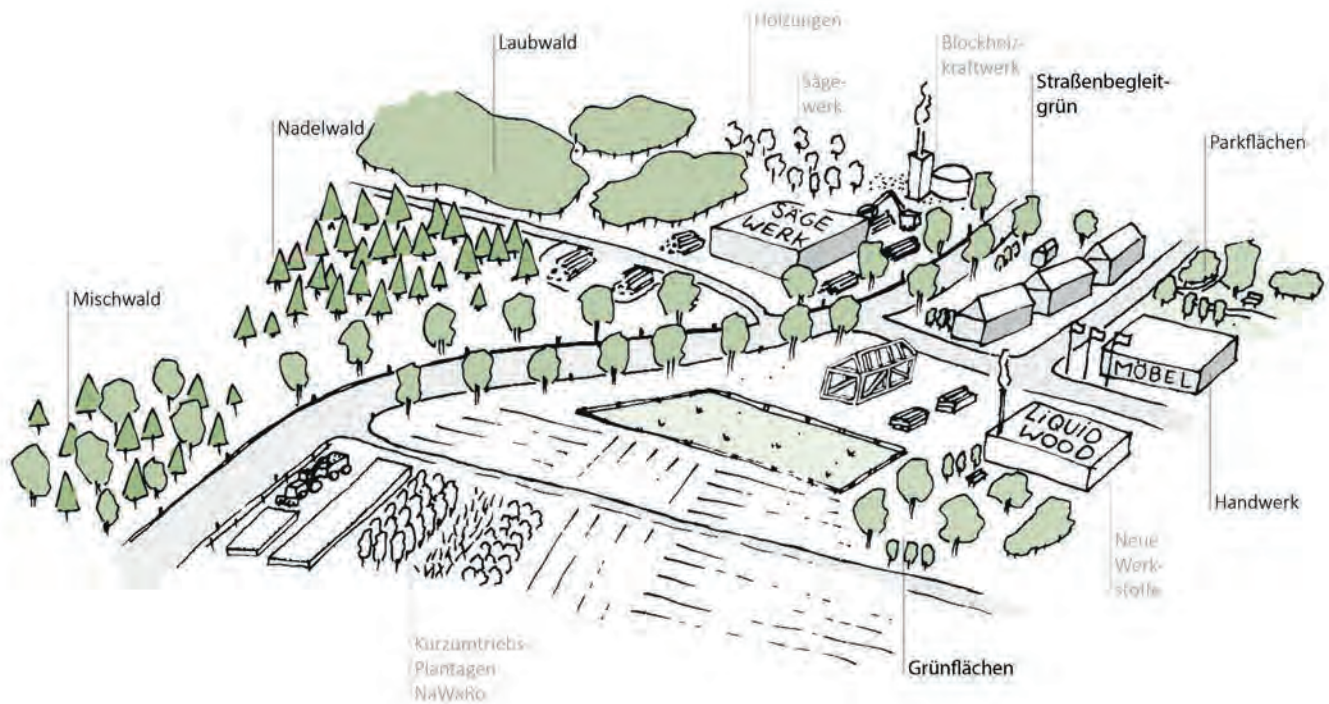 Holzungen
Laubwald
Blockheiz-
kraftwerk
Säge-
werk
Straßenbegleit-
grün
Nadelwald
Parkflächen
SÄGE
WERK
Mischwald
MÖBEL
LIQUID
WOOD
Handwerk
Neue
Werk-
stoffe
Kurzumtriebs-
Plantagen
NaWaRo
Grünflächen